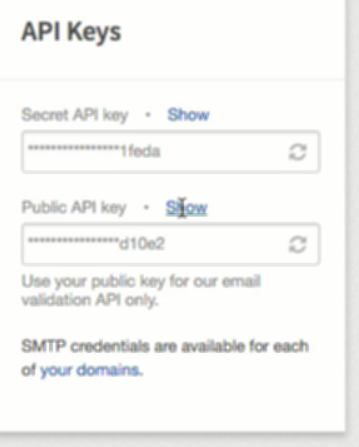 API Keys
Secret API key · Show
*****************1feda
Public API key · Show
*****************d10e2
Use your public key for our email
validation API only.
SMTP credentials are available for each
of your domains.